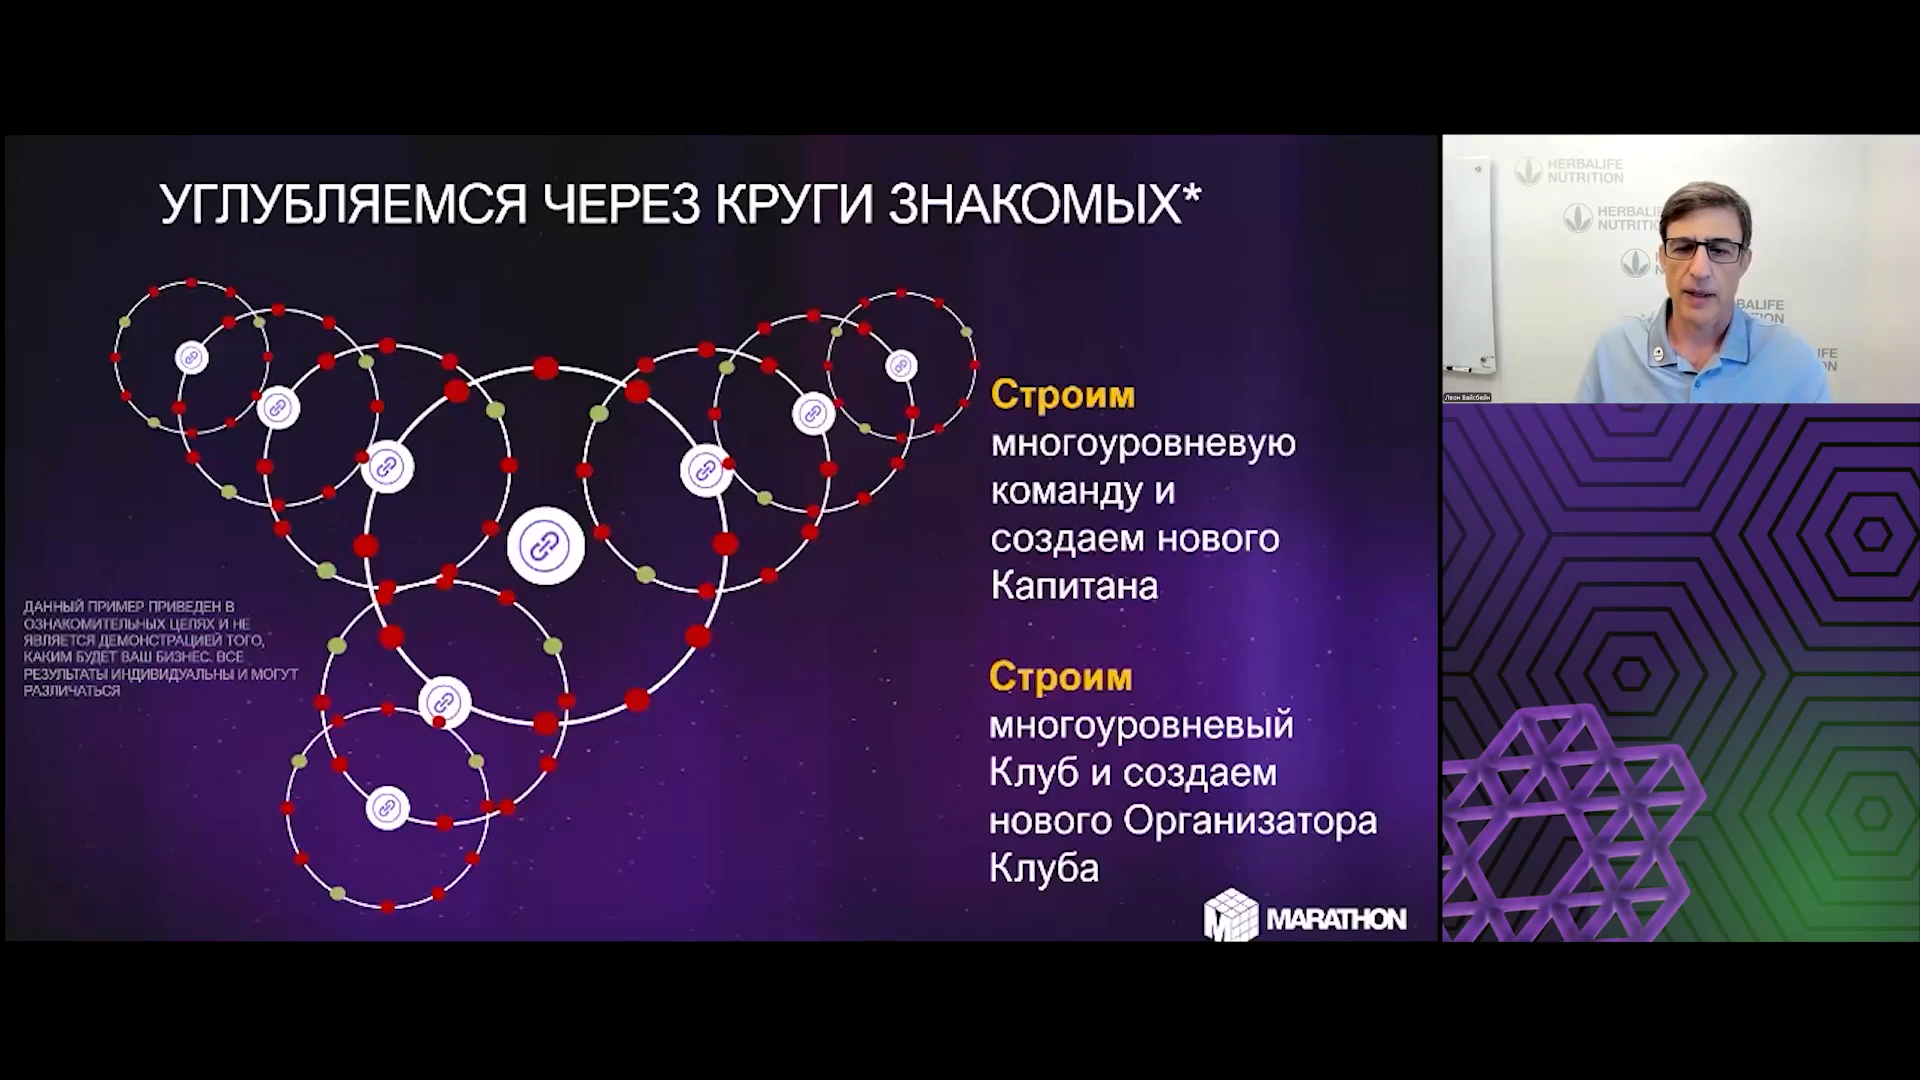 УГЛУБЛЯЕМСЯ ЧЕРЕЗ КРУГИ ЗНАКОМЫХ*
Строим
многоуровневую
команду и
создаем нового
Капитана
Строим
многоуровневый
Клуб и создаем
нового Организатора
Клуба
ДАННЫЙ ПРИМЕР ПРИВЕДЕН В
ОЗНАКОМИТЕЛЬНЫХ ЦЕЛЯХ И НЕ
ЯВЛЯЕТСЯ ДЕМОНСТРАЦИЕЙ ТОГО,
КАКИМ БУДЕТ ВАШ БИЗНЕС. ВСЕ
РЕЗУЛЬТАТЫ ИНДИВИДУАЛЬНЫ И МОГУТ
РАЗЛИЧАТЬСЯ
MARATHON
HERBALIFE
NUTRITION
Леон Вайсбейн